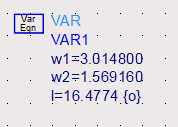 Var
Eqn
VAR
VAR1
w1=3.014800
w2=1.569160
l=16.4774 {o}